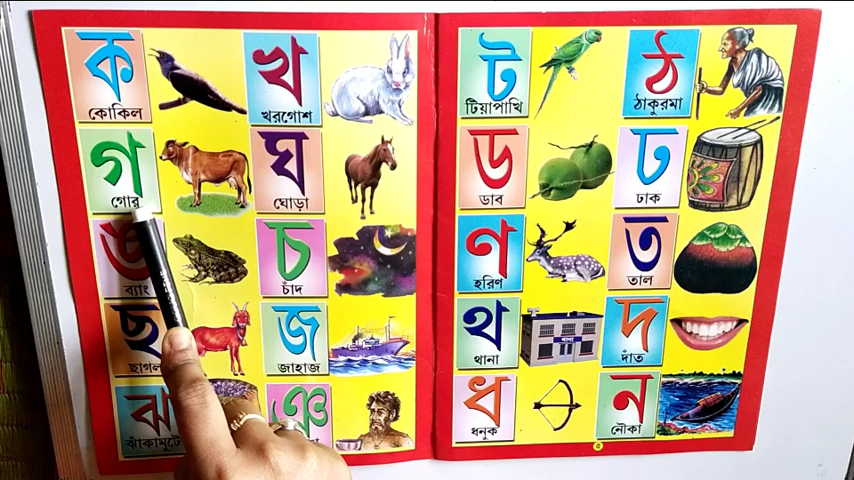 ক
কোকিল
খ
খরগোশ
গ
গোরু
ঘ
ঘোড়া
ঙ
ব্যাং
চ
চাঁদ
ছ
ছাগল
জ
জাহাজ
ঝ
ঝাঁকামুটে
ঞ
ট
টিয়াপাখি
ঠ
ঠাকুরমা
ড
ডাব
ঢ
ঢাক
ণ
হরিণ
ত
তাল
থ
থানা
থানা
দ
দাঁত
ধ
ধনুক
ন
নৌকা